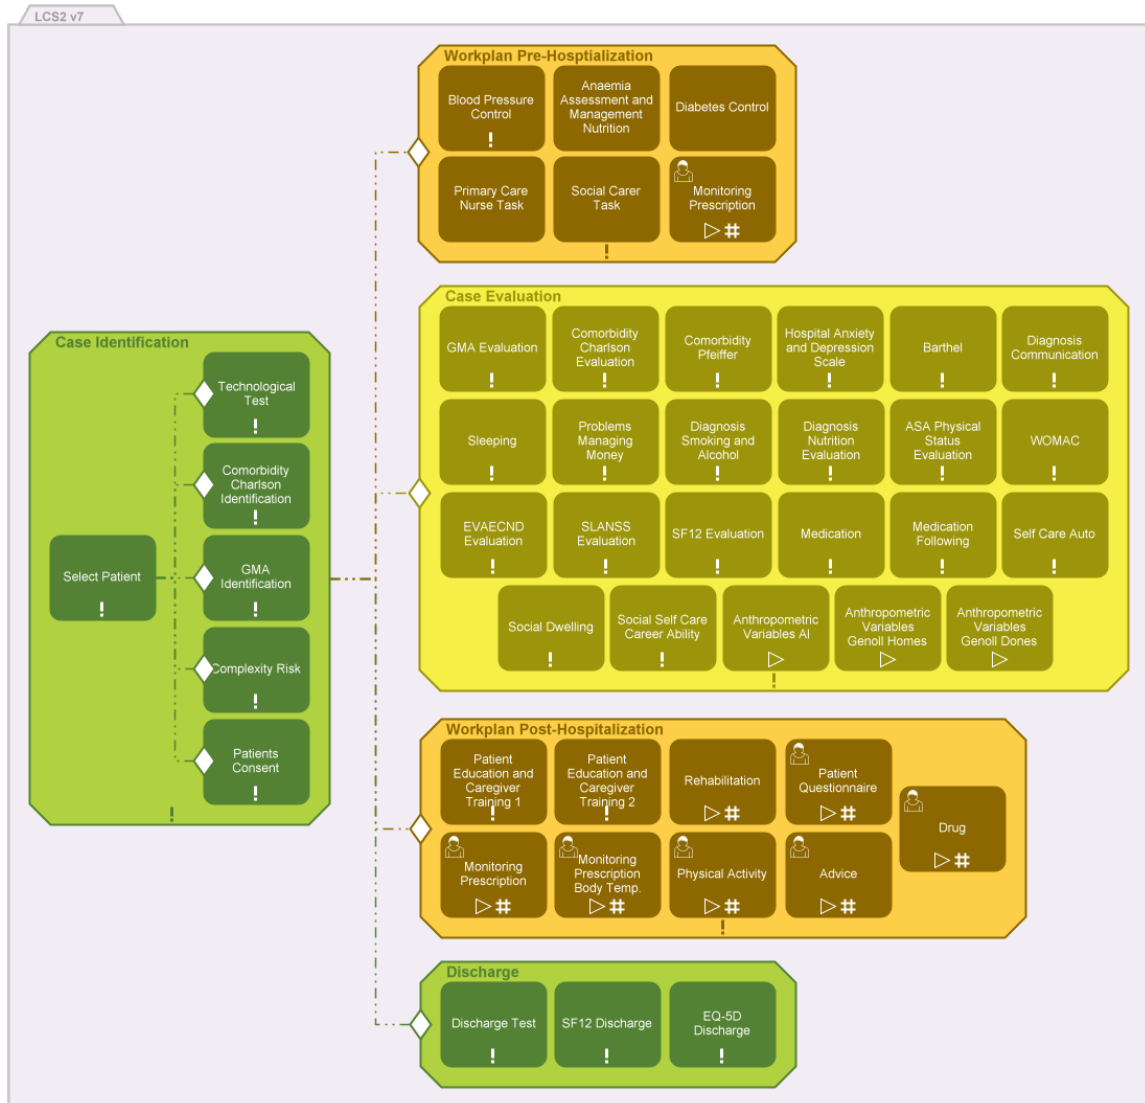 LCS2 v7
Workplan Pre-Hosptialization
Blood Pressure
Control
!
Anaemia
Assessment and
Management
Nutrition
Diabetes Control
Primary Care
Nurse Task
Social Carer
Task
Monitoring
Prescription
#
!
Case Identification
Select Patient
!
Technological
Test
!
Comorbidity
Charlson
Identification
!
GMA
Identification
!
Complexity Risk
!
Patients
Consent
!
!
Case Evaluation
GMA Evaluation
!
Comorbidity
Charlson
Evaluation
!
Comorbidity
Pfeiffer
!
Hospital Anxiety
and Depression
Scale
!
Barthel
!
Diagnosis
Communication
!
Sleeping
!
Problems
Managing
Money
!
Diagnosis
Smoking and
Alcohol
!
Diagnosis
Nutrition
Evaluation
!
ASA Physical
Status
Evaluation
!
WOMAC
!
EVAECND
Evaluation
!
SLANSS
Evaluation
!
SF12 Evaluation
!
Medication
!
Medication
Following
!
Self Care Auto
!
Social Dwelling
!
Social Self Care
Career Ability
!
Anthropometric
Variables AI
Anthropometric
Variables
Genoll Homes
Anthropometric
Variables
Genoll Dones
!
Workplan Post-Hospitalization
Patient
Education and
Caregiver
Training 1
!
Patient
Education and
Caregiver
Training 2
!
Rehabilitation
#
Patient
Questionnaire
#
Drug
#
Monitoring
Prescription
#
Monitoring
Prescription
Body Temp.
#
Physical Activity
#
Advice
#
!
Discharge
Discharge Test
!
SF12 Discharge
!
EQ-5D
Discharge
!